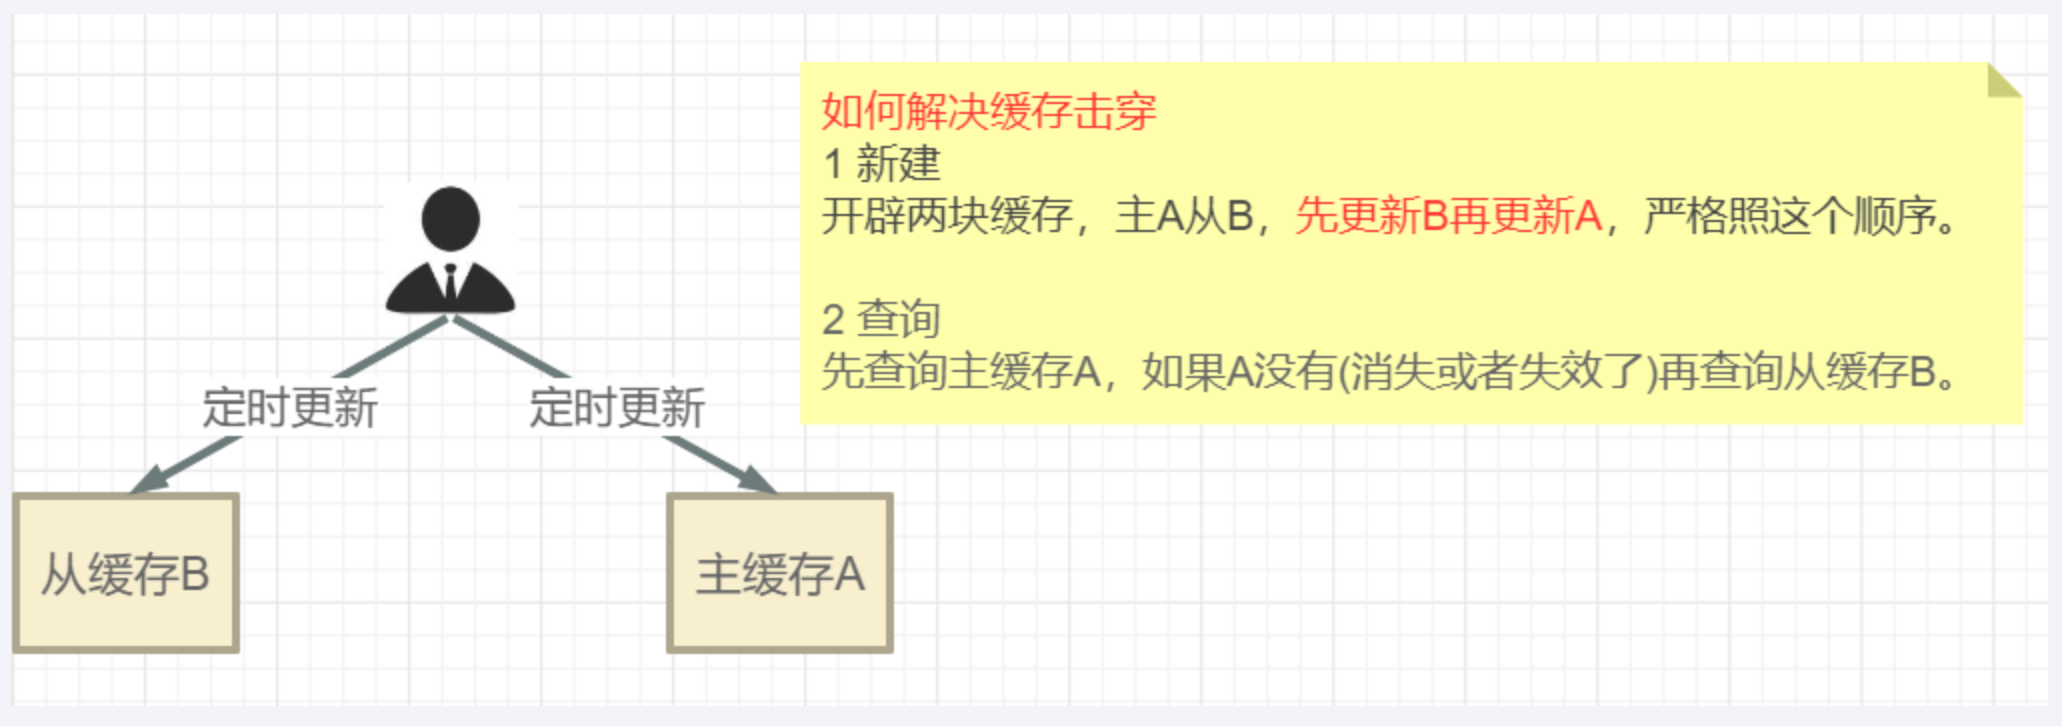 如何解决缓存击穿
1 新建
开辟两块缓存，主A从B，先更新B再更新A，严格照这个顺序。
2 查询
先查询主缓存A，如果A没有(消失或者失效了)再查询从缓存B。
定时更新
定时更新
从缓存B
主缓存A